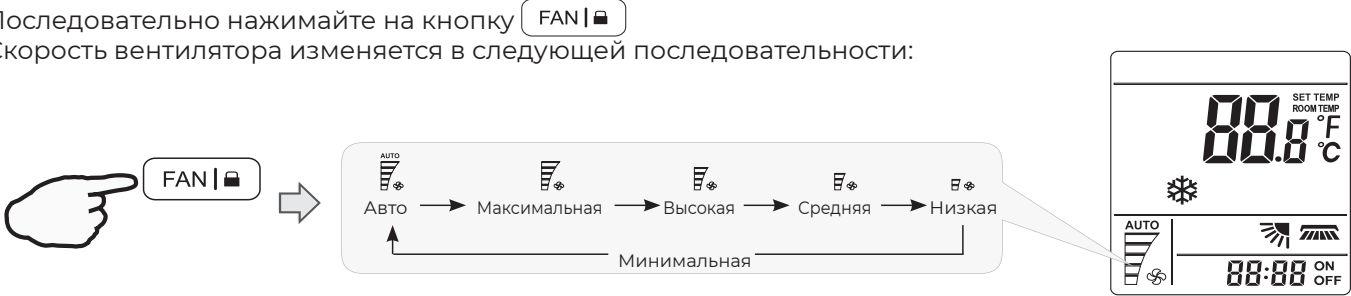 Последовательно нажимайте на кнопку FAN
Скорость вентилятора изменяется в следующей последовательности:
FAN
AUTO
Авто
Максимальная
Высокая
Средняя
Низкая
Минимальная
88.8 SET TEMP
ROOM TEMP
°F
°C
AUTO
88:88 ON
OFF